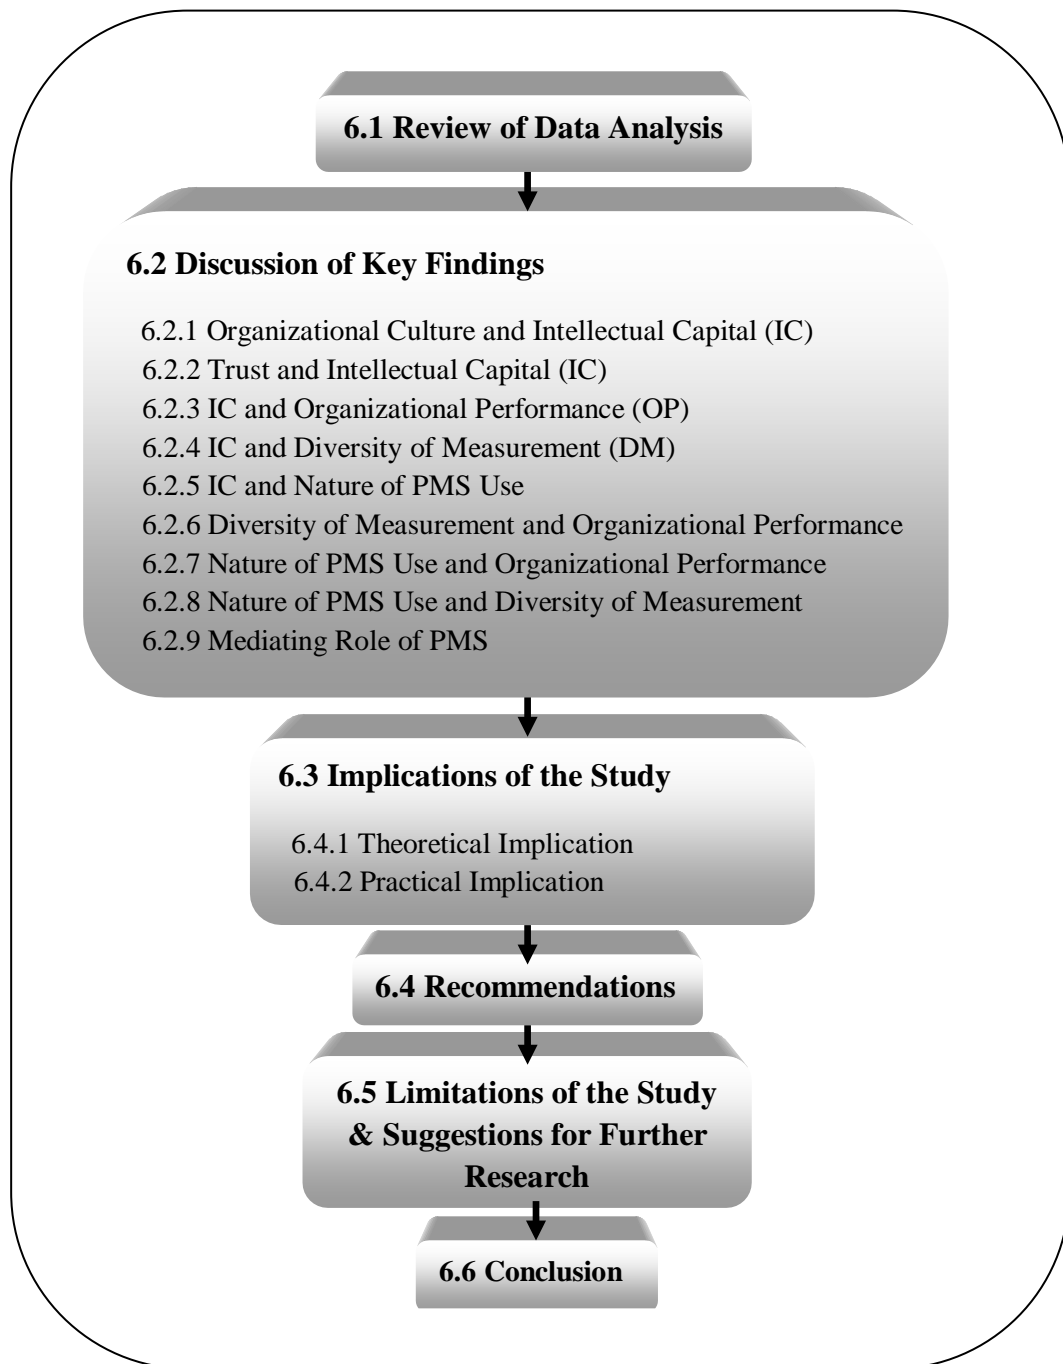 6.1 Review of Data Analysis
6.2 Discussion of Key Findings
6.2.1 Organizational Culture and Intellectual Capital (IC)
6.2.2 Trust and Intellectual Capital (IC)
6.2.3 IC and Organizational Performance (OP)
6.2.4 IC and Diversity of Measurement (DM)
6.2.5 IC and Nature of PMS Use
6.2.6 Diversity of Measurement and Organizational Performance
6.2.7 Nature of PMS Use and Organizational Performance
6.2.8 Nature of PMS Use and Diversity of Measurement
6.2.9 Mediating Role of PMS
6.3 Implications of the Study
6.4.1 Theoretical Implication
6.4.2 Practical Implication
6.4 Recommendations
6.5 Limitations of the Study
& Suggestions for Further
Research
6.6 Conclusion